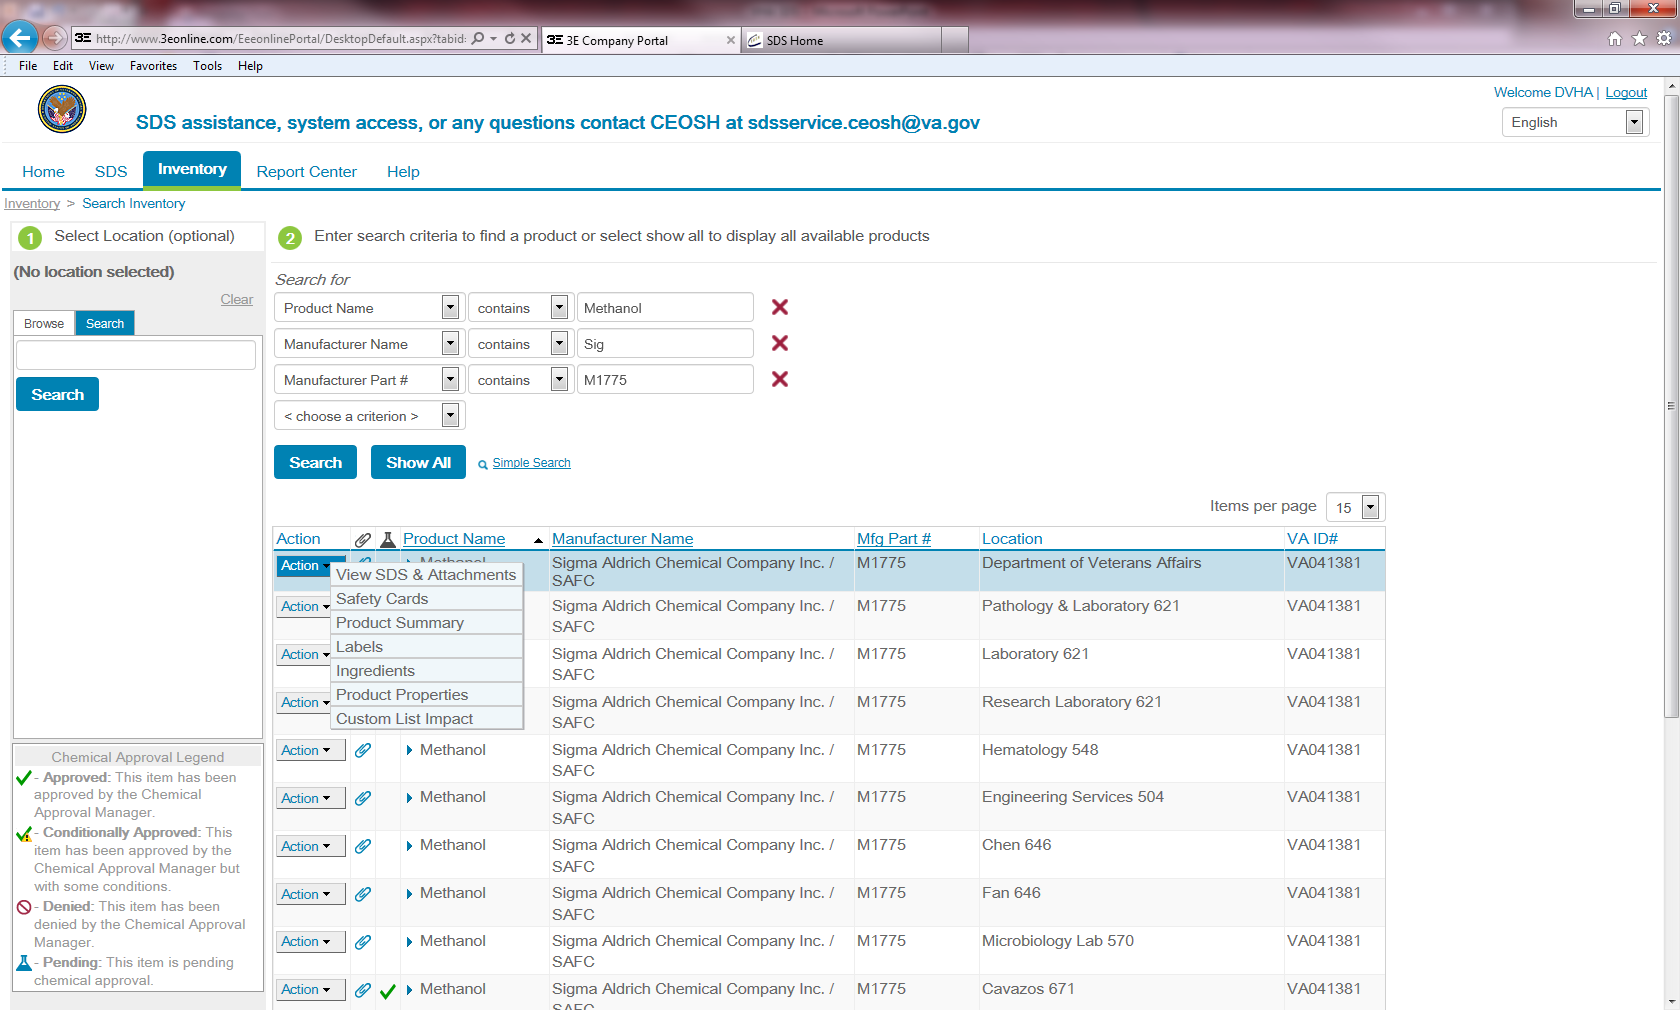 http://www.3eonline.com/EeeonlinePortal/DesktopDefault.aspx?tabid:
3E Company Portal
SDS Home
File Edit View Favorites Tools Help
Welcome DVHA | Logout
SDS assistance, system access, or any questions contact CEOSH at sdsservice.ceosh@va.gov
English
Home SDS Inventory Report Center Help
Inventory > Search Inventory
1 Select Location (optional)
(No location selected)
Clear
Browse Search
Search
2 Enter search criteria to find a product or select show all to display all available products
Search for
Product Name contains Methanol
Manufacturer Name contains Sig
Manufacturer Part # contains M1775
< choose a criterion >
Search Show All Simple Search
Items per page 15
Action Product Name Manufacturer Name Mfg Part # Location VA ID#
Action Methanol Sigma Aldrich Chemical Company Inc. / M1775 Department of Veterans Affairs VA041381
SAFC
Action Sigma Aldrich Chemical Company Inc. / M1775 Pathology & Laboratory 621 VA041381
SAFC
Action Sigma Aldrich Chemical Company Inc. / M1775 Laboratory 621 VA041381
SAFC
Action Sigma Aldrich Chemical Company Inc. / M1775 Research Laboratory 621 VA041381
SAFC
View SDS & Attachments
Safety Cards
Product Summary
Labels
Ingredients
Product Properties
Custom List Impact
Action Methanol Sigma Aldrich Chemical Company Inc. / M1775 Hematology 548 VA041381
SAFC
Action Methanol Sigma Aldrich Chemical Company Inc. / M1775 Engineering Services 504 VA041381
SAFC
Action Methanol Sigma Aldrich Chemical Company Inc. / M1775 Chen 646 VA041381
SAFC
Action Methanol Sigma Aldrich Chemical Company Inc. / M1775 Fan 646 VA041381
SAFC
Action Methanol Sigma Aldrich Chemical Company Inc. / M1775 Microbiology Lab 570 VA041381
SAFC
Action Methanol Sigma Aldrich Chemical Company Inc. / M1775 Cavazos 671 VA041381
SAFC
Chemical Approval Legend
- Approved: This item has been
approved by the Chemical
Approval Manager.
- Conditionally Approved: This
item has been approved by the
Chemical Approval Manager but
with some conditions.
- Denied: This item has been
denied by the Chemical Approval
Manager.
- Pending: This item is pending
chemical approval.